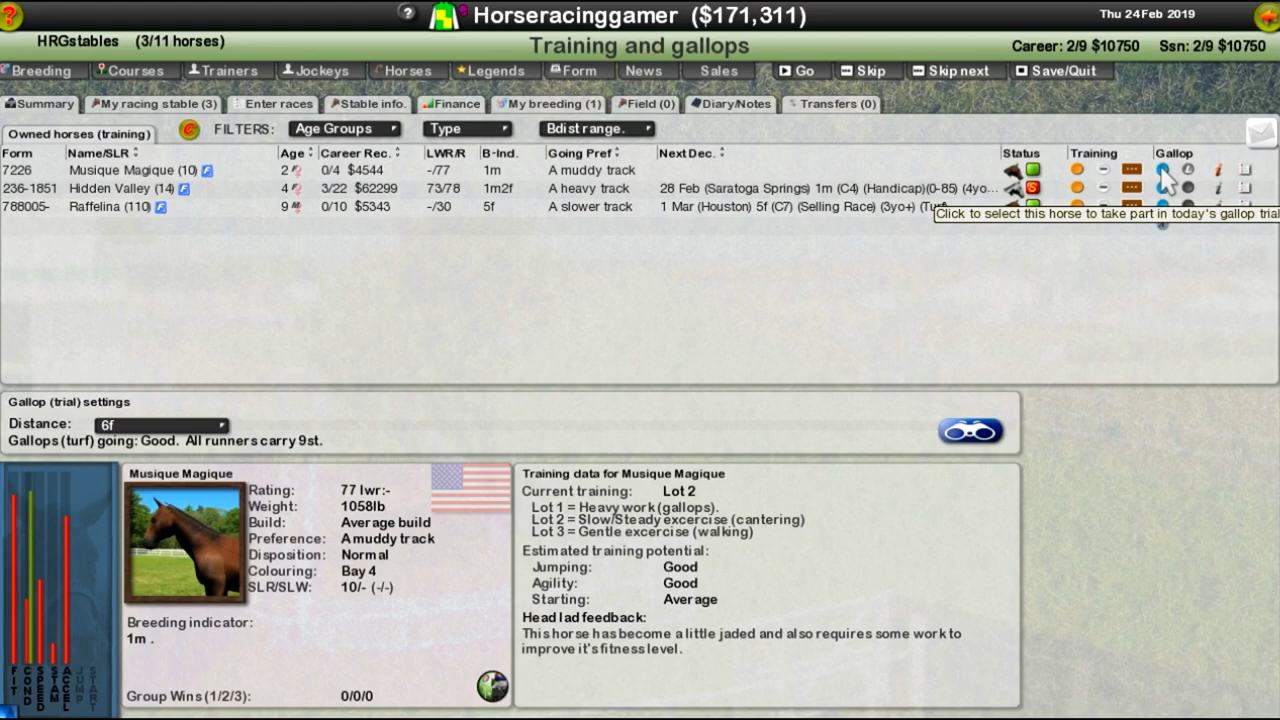 ? Horseracinggamer ($171,311) Thu 24 Feb 2019
HRGstables (3/11 horses) Training and gallops Career: 2/9 $10750 Ssn: 2/9 $10750
Breeding Courses Trainers Jockeys Horses Legends Form News Sales Go Skip Skip next Save/Quit
Summary My racing stable (3) Enter races Stable info. Finance My breeding (1) Field (0) Diary/Notes Transfers (0)
Owned horses (training) FILTERS: Age Groups Type Bdist range.
Form Name/SLR Age Career Rec. LWR/R B-Ind. Going Pref Next Dec. Status Training Gallop
7226 Musique Magique (10) 2 0/4 $4544 -/77 1m A muddy track
236-1851 Hidden Valley (14) 4 3/22 $62299 73/78 1m2f A heavy track 28 Feb (Saratoga Springs) 1m (C4) (Handicap)(0-85) (4yo... S
788005- Raffelina (110) 9 0/10 $5343 -/30 5f A slower track 1 Mar (Houston) 5f (C7) (Selling Race) (3yo+) (Turf
Click to select this horse to take part in today's gallop trial
Gallop (trial) settings
Distance: 6f
Gallops (turf) going: Good. All runners carry 9st.
Musique Magique
Rating: 77 lwr:-
Weight: 1058lb
Build: Average build
Preference: A muddy track
Disposition: Normal
Colouring: Bay 4
SLR/SLW: 10/- (-/-)
Breeding indicator:
1m .
Group Wins (1/2/3): 0/0/0
Training data for Musique Magique
Current training: Lot 2
Lot 1 = Heavy work (gallops).
Lot 2 = Slow/Steady excercise (cantering)
Lot 3 = Gentle excercise (walking)
Estimated training potential:
Jumping: Good
Agility: Good
Starting: Average
Head lad feedback:
This horse has become a little jaded and also requires some work to
improve it's fitness level.
FIT COND SPEED STAM ACCEL JUMP START